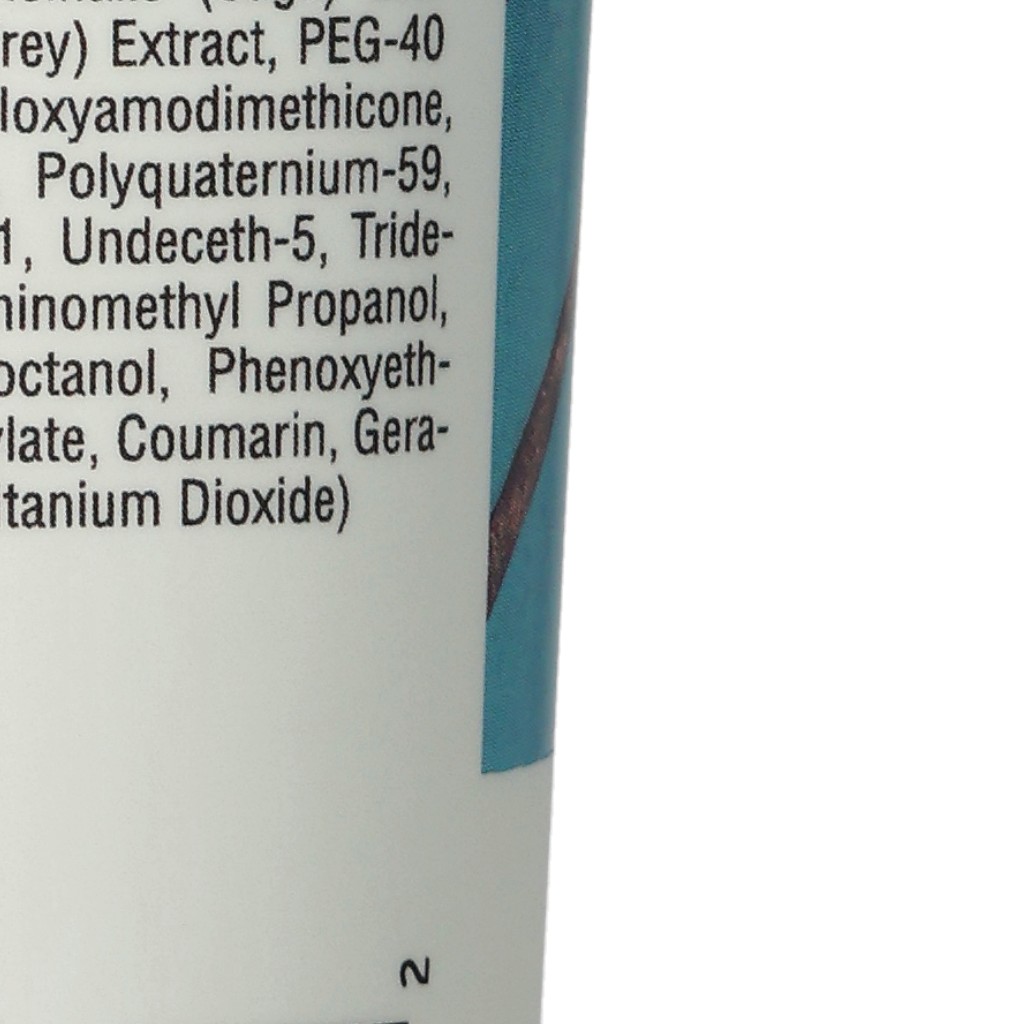 rey) Extract, PEG-40
loxyamodimethicone,
Polyquaternium-59,
1, Undeceth-5, Tride-
minomethyl Propanol,
octanol, Phenoxyeth-
ylate, Coumarin, Gera-
tanium Dioxide)
2